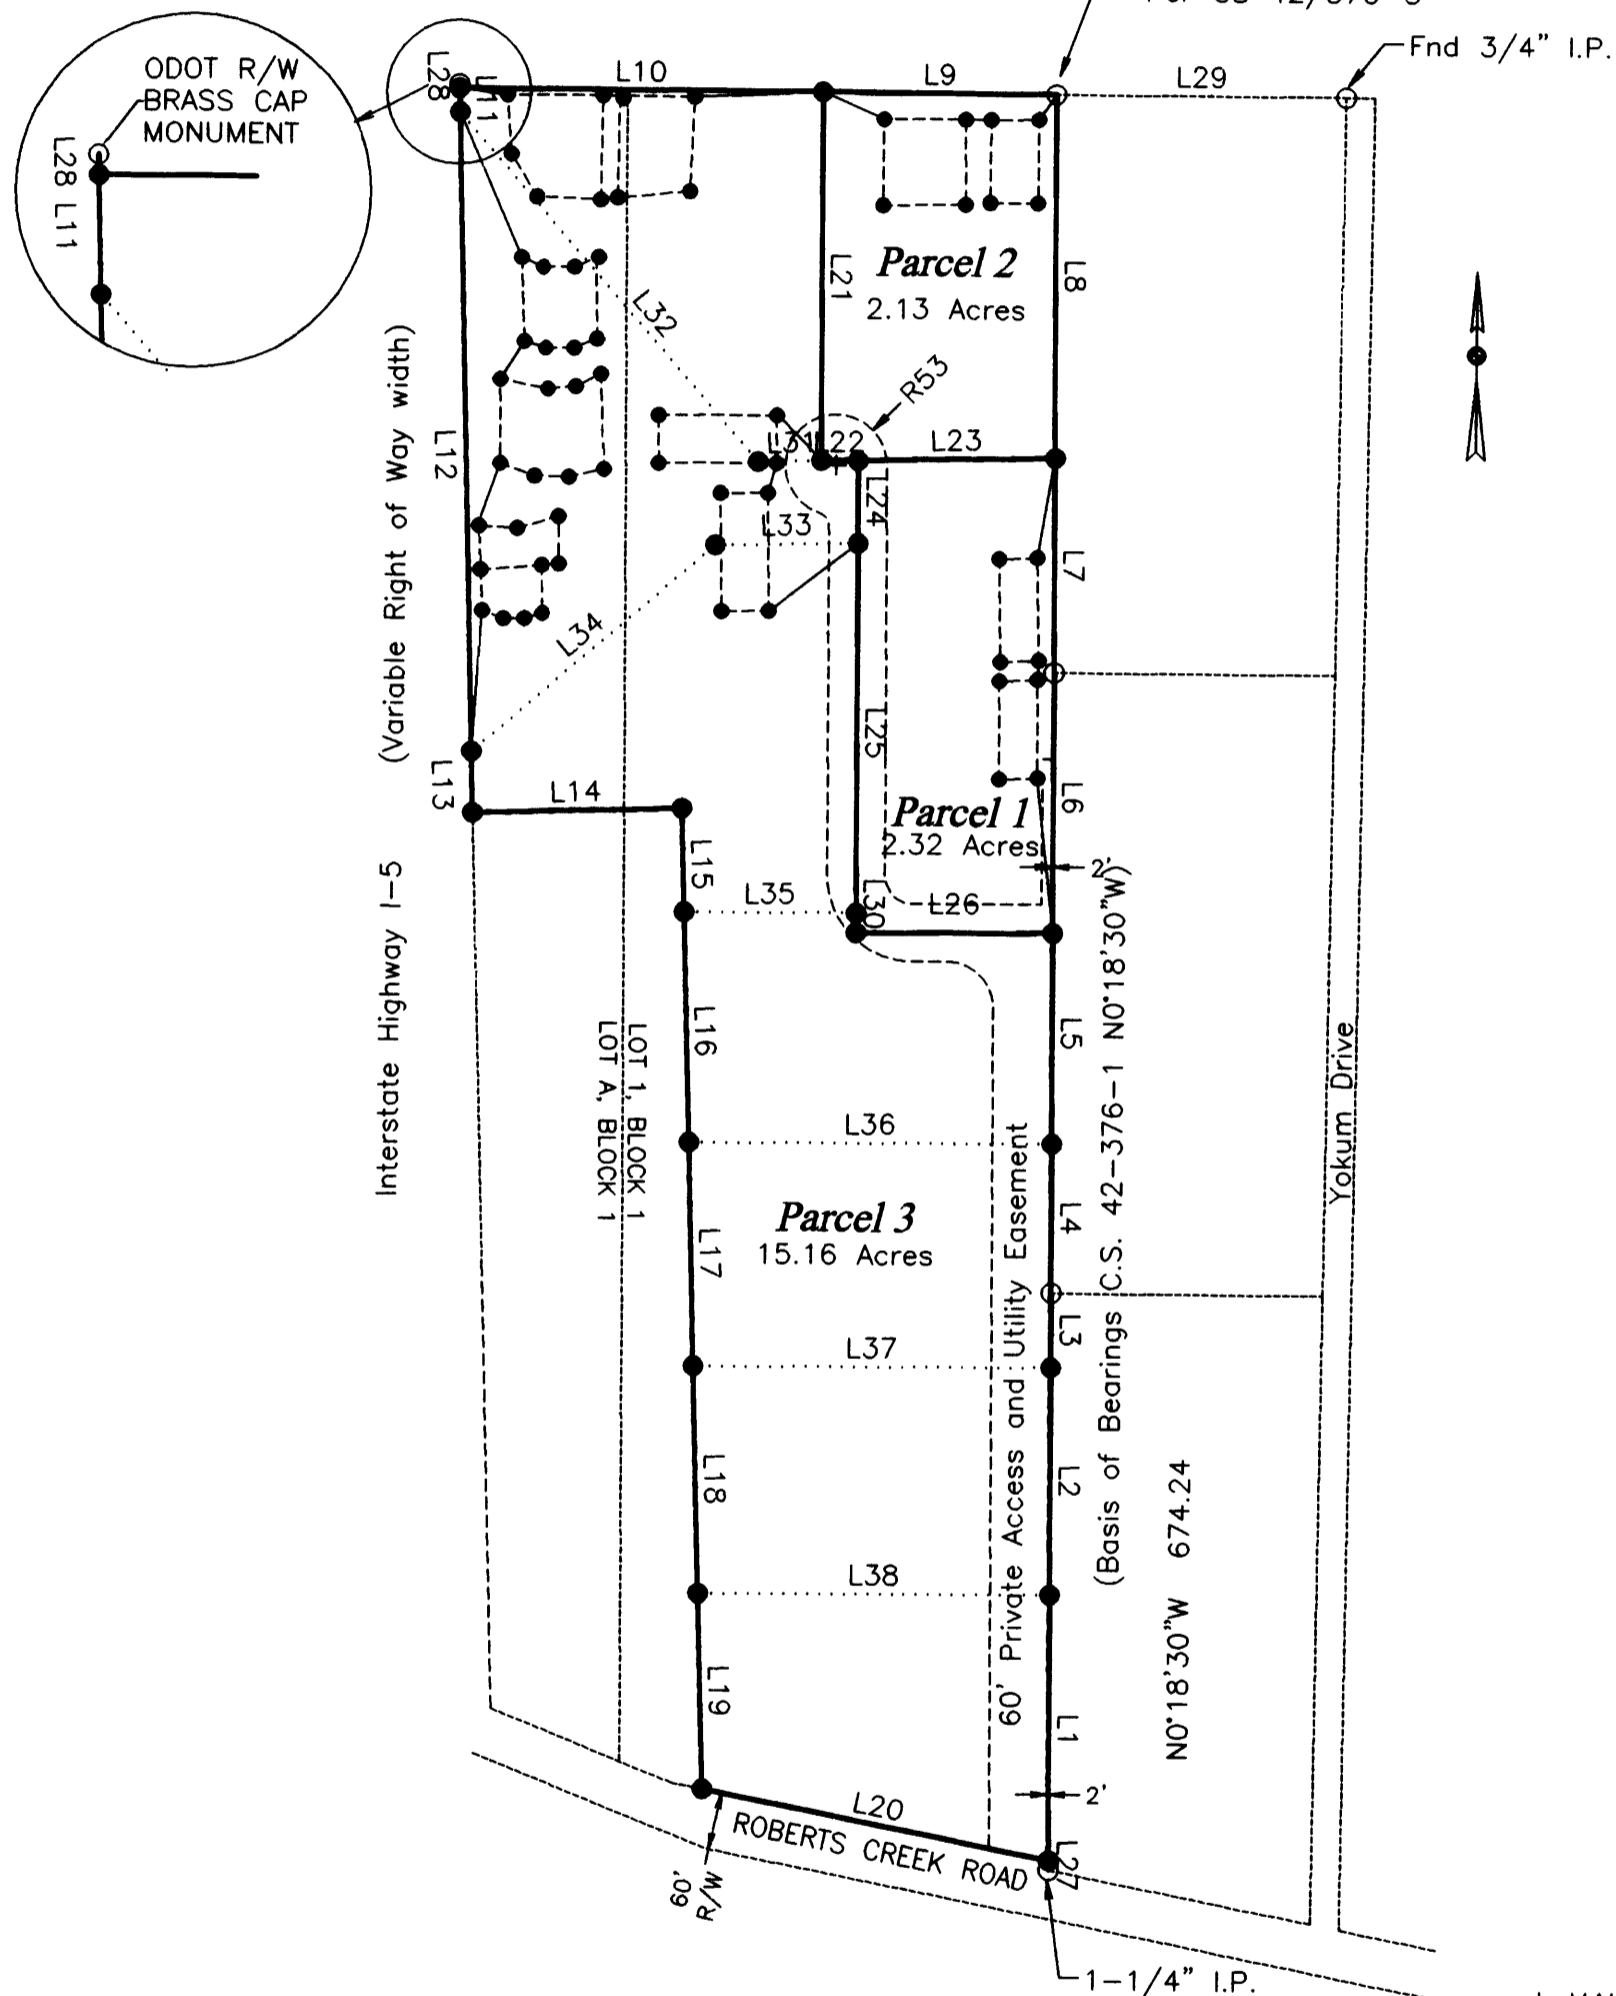 Fnd 3/4" I.P.
ODOT R/W
BRASS CAP
MONUMENT
L28
L11
L28
L11
L10
L9
L29
L32
L21
Parcel 2
2.13 Acres
L8
R53
L12
(Variable Right of Way width)
L31
L22
L23
L24
L33
L7
L34
L25
L13
L14
Parcel 1
2.32 Acres
L6
2'
L15
L35
L30
L26
Interstate Highway I-5
L16
LOT 1, BLOCK 1
LOT A, BLOCK 1
L5
L36
(Basis of Bearings C.S. 42-376-1 N0°18'30"W)
Yokum Drive
L17
Parcel 3
15.16 Acres
60' Private Access and Utility Easement
L4
L3
L37
L18
L2
N0°18'30"W 674.24
L38
L19
L1
2'
L20
ROBERTS CREEK ROAD
L27
60'
R/W
1-1/4" I.P.